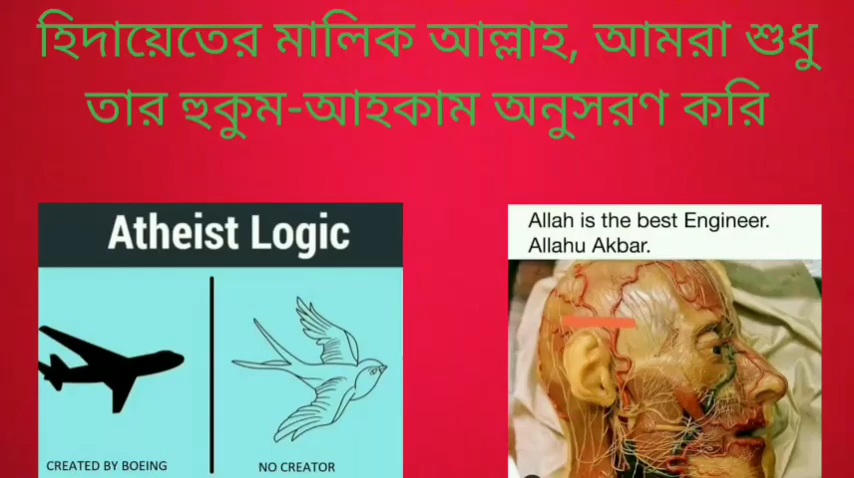 হিদায়েতের মালিক আল্লাহ, আমরা শুধু
তার হুকুম-আহকাম অনুসরণ করি
Atheist Logic
CREATED BY BOEING
NO CREATOR
Allah is the best Engineer.
Allahu Akbar.